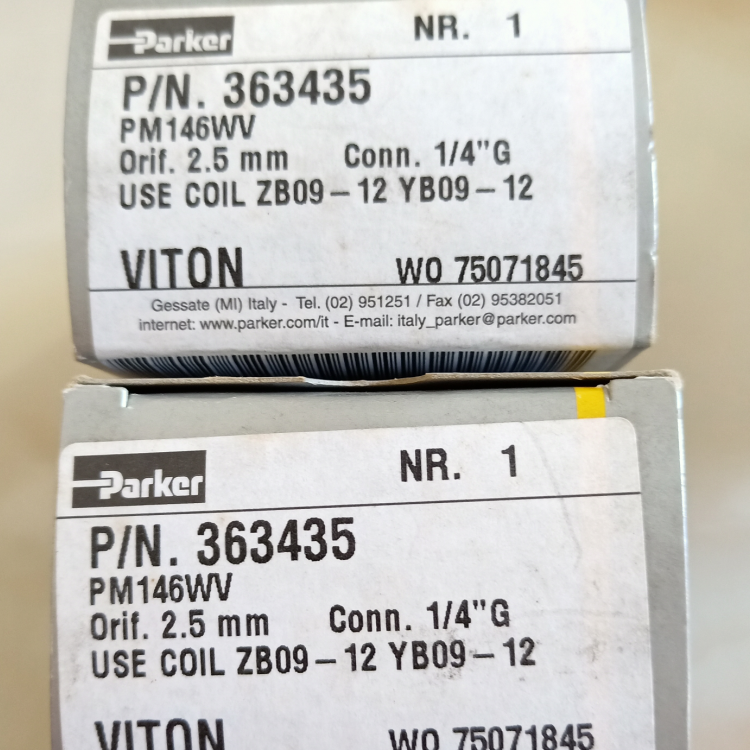 Parker NR. 1
P/N. 363435
PM146WV
Orif. 2.5 mm Conn. 1/4"G
USE COIL ZB09-12 YB09-12
VITON WO 75071845
Gessate (MI) Italy - Tel. (02) 951251 / Fax (02) 95382051
internet: www.parker.com/it - E-mail: italy_parker@parker.com
Parker NR. 1
P/N. 363435
PM146WV
Orif. 2.5 mm Conn. 1/4"G
USE COIL ZB09-12 YB09-12
VITON WO 75071845